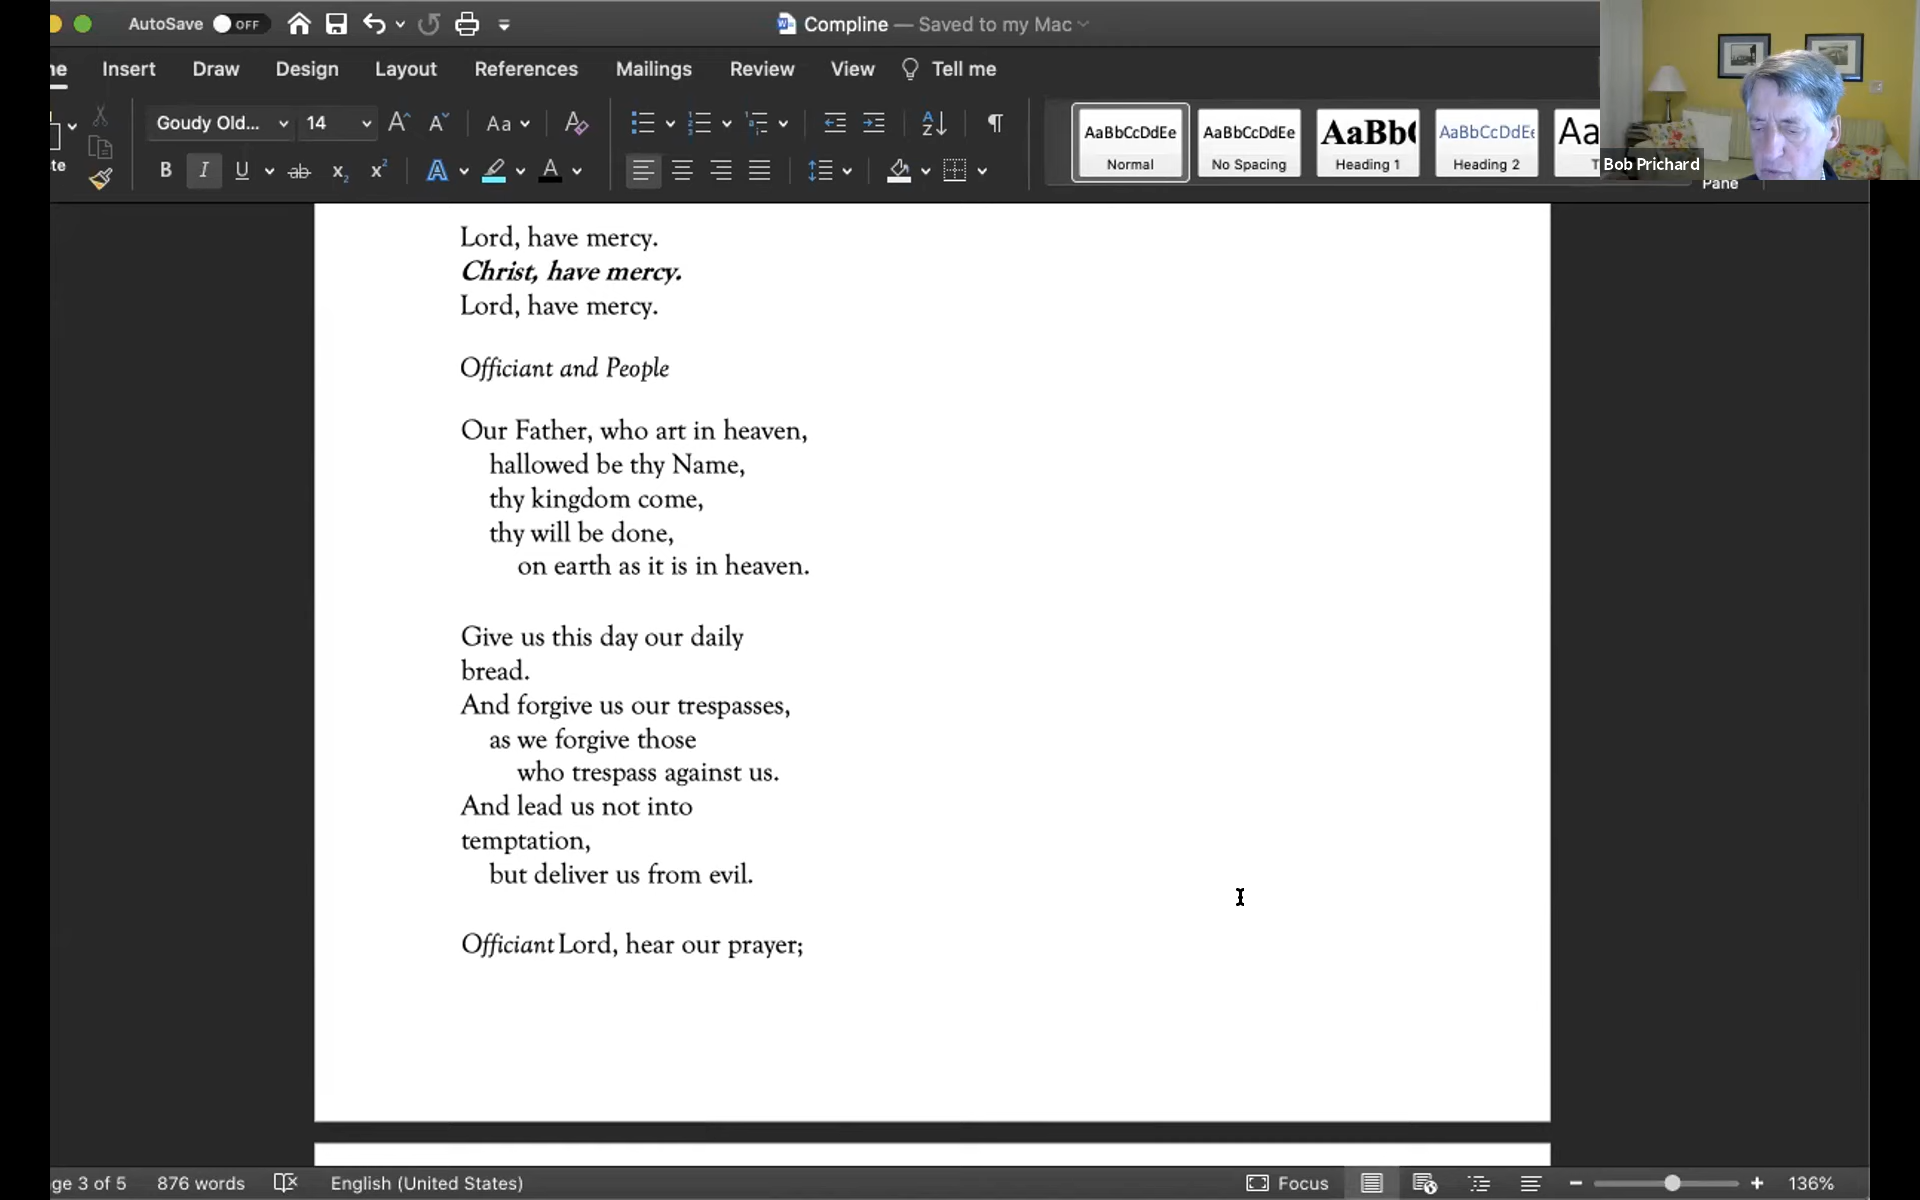 AutoSave OFF
Compline — Saved to my Mac
Insert Draw Design Layout References Mailings Review View Tell me
Goudy Old... 14 Aa
B I U ab x2 x2 A A
AaBbCcDdEe AaBbCcDdEe AaBb( AaBbCcDdEe Aa
Normal No Spacing Heading 1 Heading 2
Bob Prichard
Pane
Lord, have mercy.
Christ, have mercy.
Lord, have mercy.
Officiant and People
Our Father, who art in heaven,
hallowed be thy Name,
thy kingdom come,
thy will be done,
on earth as it is in heaven.
Give us this day our daily
bread.
And forgive us our trespasses,
as we forgive those
who trespass against us.
And lead us not into
temptation,
but deliver us from evil.
Officiant Lord, hear our prayer;
ge 3 of 5 876 words English (United States) Focus 136%